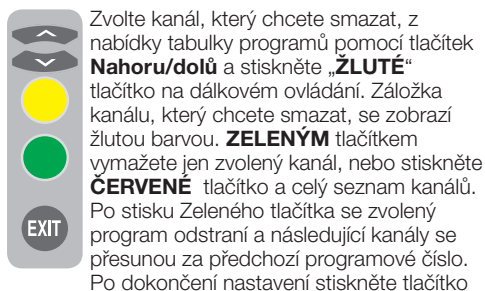 Zvolte kanál, který chcete smazat, z
nabídky tabulky programů pomocí tlačítek
Nahoru/dolů a stiskněte „ŽLUTÉ“
tlačítko na dálkovém ovládání. Záložka
kanálu, který chcete smazat, se zobrazí
žlutou barvou. ZELENÝM tlačítkem
vymažete jen zvolený kanál, nebo stiskněte
ČERVENÉ tlačítko a celý seznam kanálů.
Po stisku Zeleného tlačítka se zvolený
program odstraní a následující kanály se
přesunou za předchozí programové číslo.
Po dokončení nastavení stiskněte tlačítko
EXIT